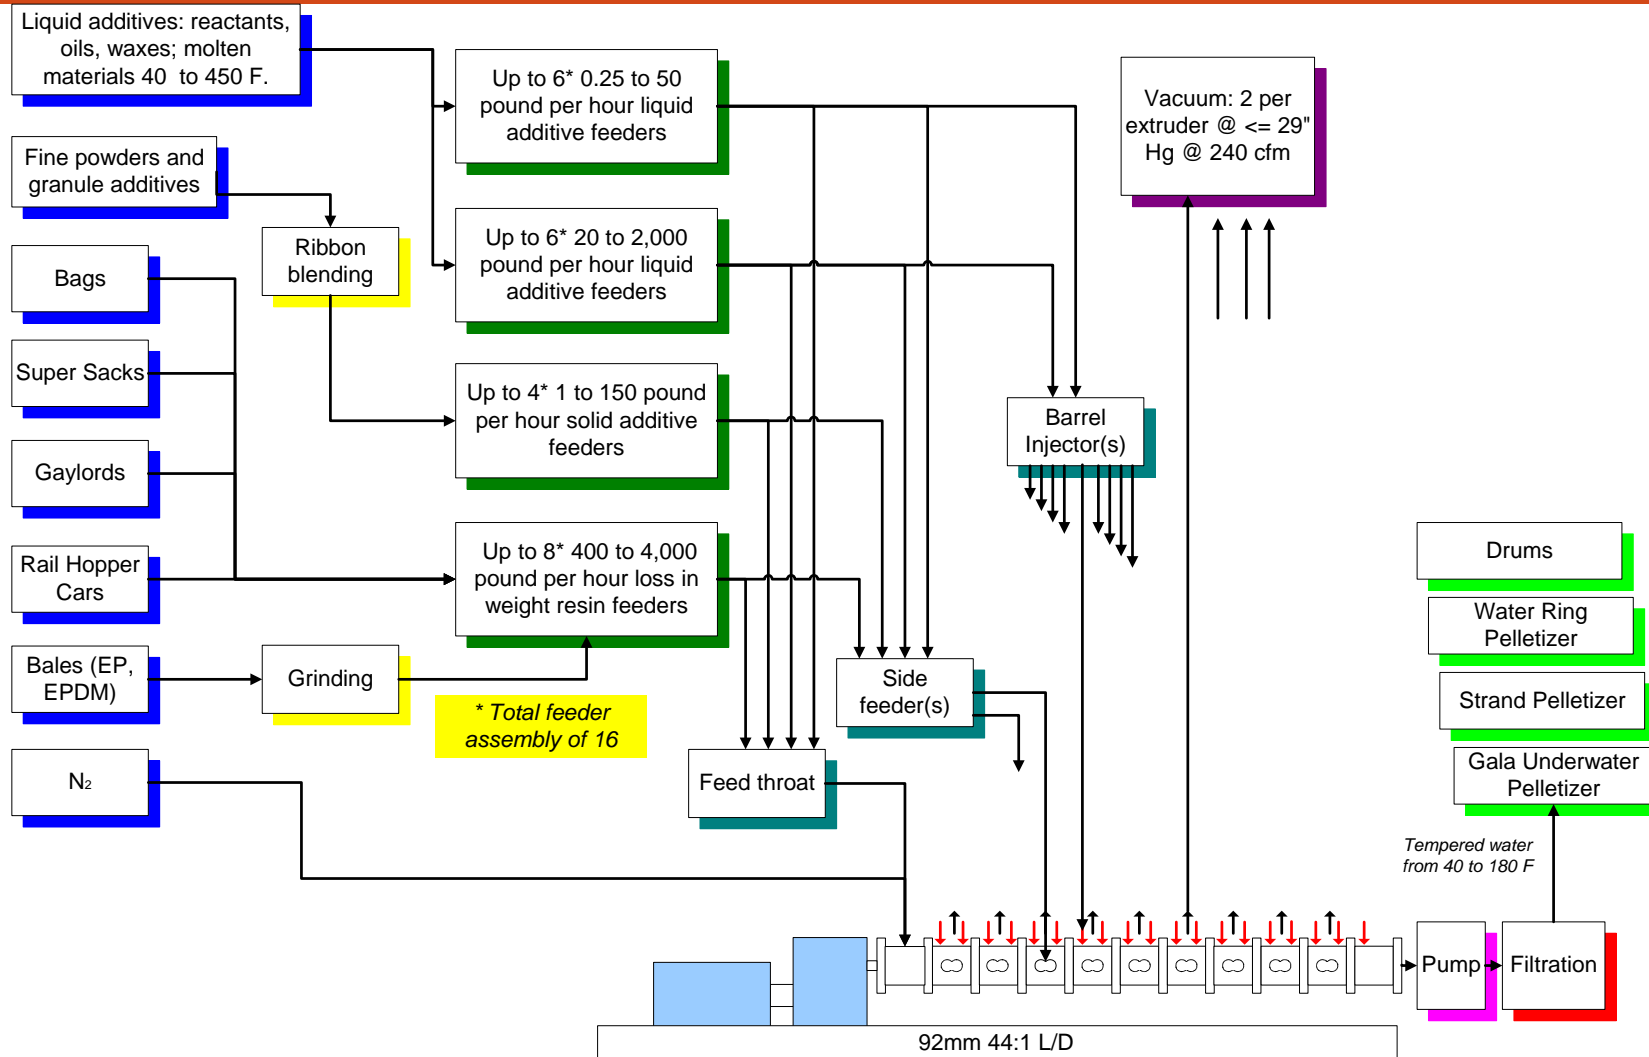 Liquid additives: reactants,
oils, waxes; molten
materials 40  to 450 F.
Fine powders and
granule additives
Bags
Super Sacks
Gaylords
Rail Hopper
Cars
Bales (EP,
EPDM)
N₂
Ribbon
blending
Grinding
Up to 6* 0.25 to 50
pound per hour liquid
additive feeders
Up to 6* 20 to 2,000
pound per hour liquid
additive feeders
Up to 4* 1 to 150 pound
per hour solid additive
feeders
Up to 8* 400 to 4,000
pound per hour loss in
weight resin feeders
* Total feeder
assembly of 16
Feed throat
Side
feeder(s)
Barrel
Injector(s)
Vacuum: 2 per
extruder @ <= 29"
Hg @ 240 cfm
Drums
Water Ring
Pelletizer
Strand Pelletizer
Gala Underwater
Pelletizer
Tempered water
from 40 to 180 F
Pump
Filtration
92mm 44:1 L/D